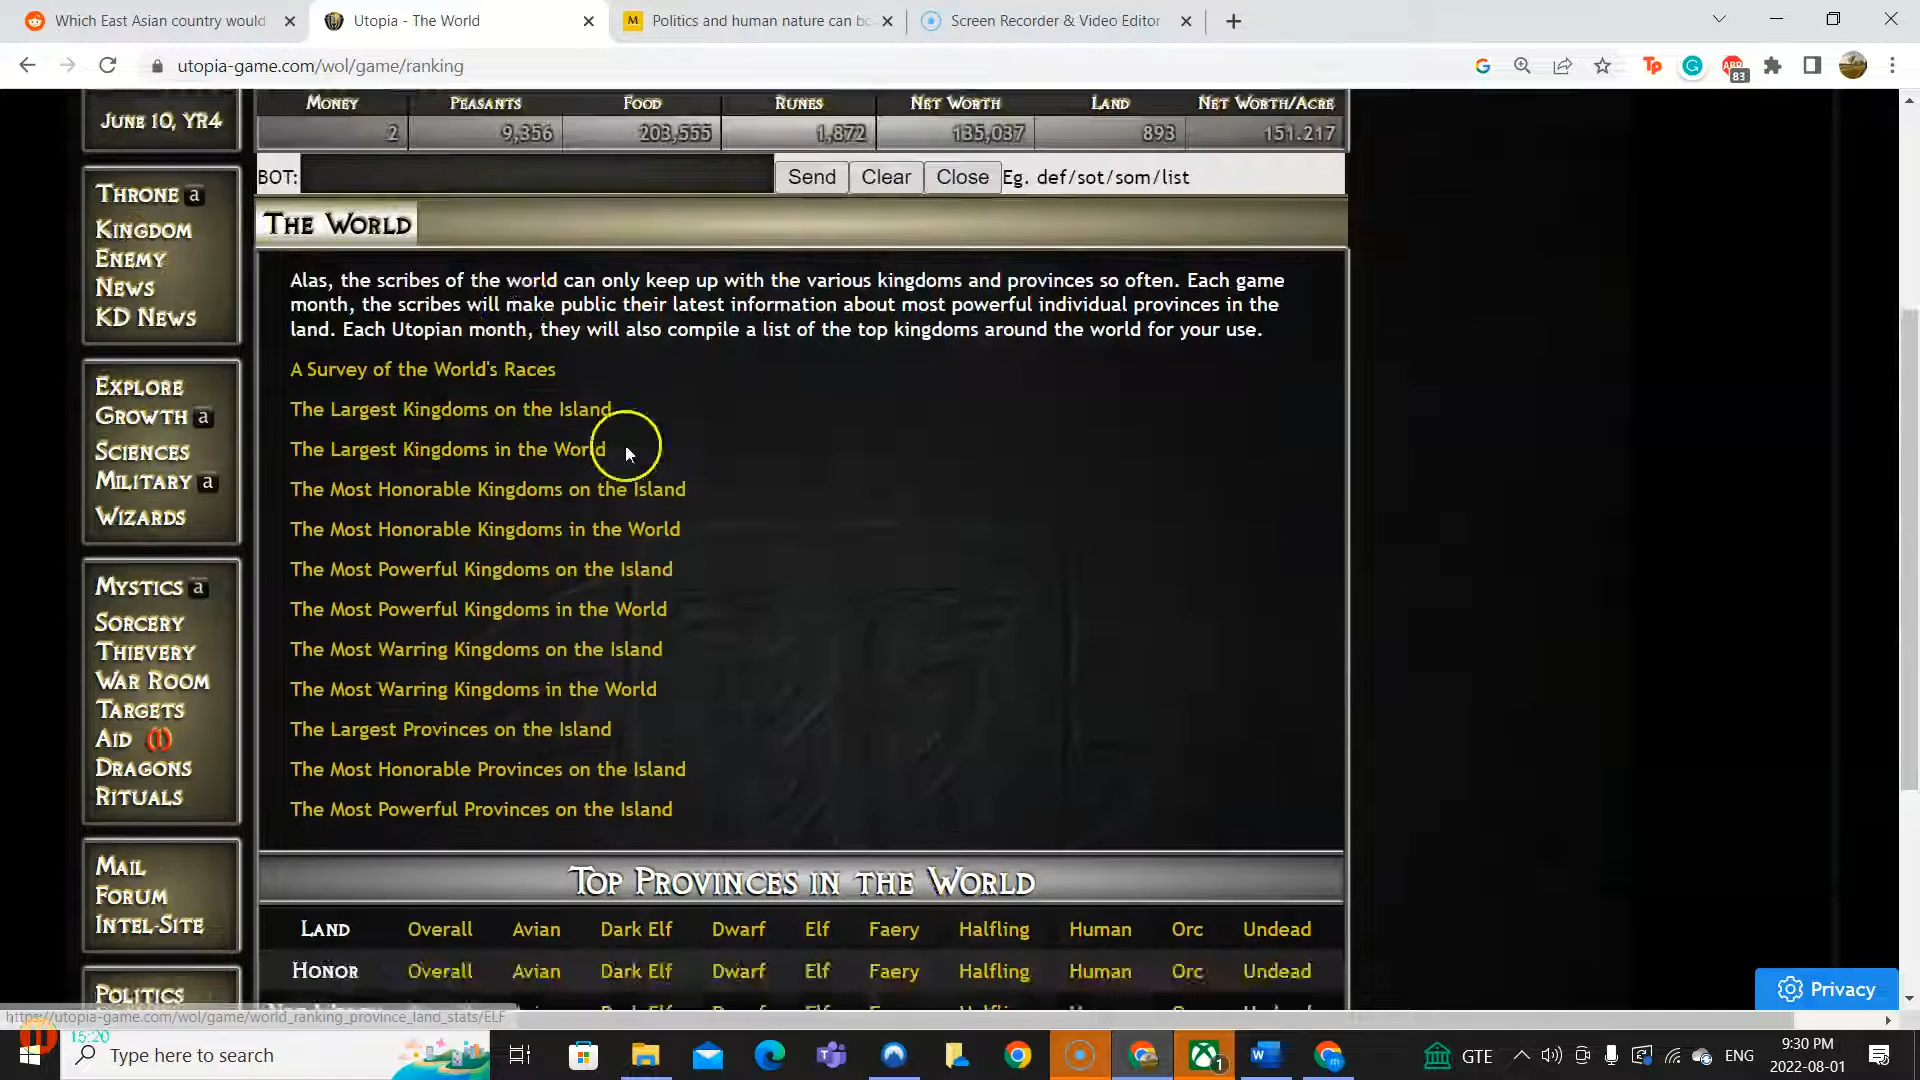 Which East Asian country would
Utopia - The World
Politics and human nature can b
Screen Recorder & Video Editor
utopia-game.com/wol/game/ranking
83
June 10, YR4
Money Peasants Food Runes Net Worth Land Net Worth/Acre
2 9,356 203,555 1,872 135,037 893 151.217
BOT: Send Clear Close Eg. def/sot/som/list
The World
Alas, the scribes of the world can only keep up with the various kingdoms and provinces so often. Each game
month, the scribes will make public their latest information about most powerful individual provinces in the
land. Each Utopian month, they will also compile a list of the top kingdoms around the world for your use.
A Survey of the World's Races
The Largest Kingdoms on the Island
The Largest Kingdoms in the World
The Most Honorable Kingdoms on the Island
The Most Honorable Kingdoms in the World
The Most Powerful Kingdoms on the Island
The Most Powerful Kingdoms in the World
The Most Warring Kingdoms on the Island
The Most Warring Kingdoms in the World
The Largest Provinces on the Island
The Most Honorable Provinces on the Island
The Most Powerful Provinces on the Island
Throne a
Kingdom
Enemy
News
KD News
Explore
Growth a
Sciences
Military a
Wizards
Mystics a
Sorcery
Thievery
War Room
Targets
Aid (1)
Dragons
Rituals
Mail
Forum
Intel-Site
Politics
Top Provinces in the World
Land Overall Avian Dark Elf Dwarf Elf Faery Halfling Human Orc Undead
Honor Overall Avian Dark Elf Dwarf Elf Faery Halfling Human Orc Undead
Privacy
https://utopia-game.com/wol/game/world_ranking_province_land_stats/ELF
15:20
Type here to search
1
GTE
ENG
9:30 PM
2022-08-01